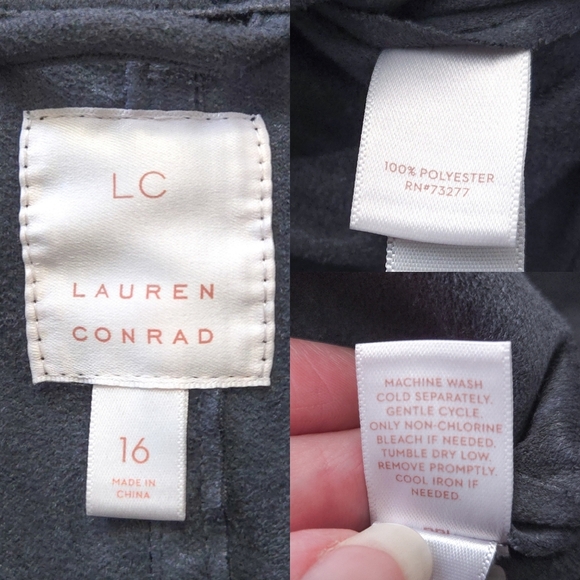 LC
LAUREN
CONRAD
16
MADE IN
CHINA
100% POLYESTER
RN#73277
MACHINE WASH
COLD SEPARATELY.
GENTLE CYCLE.
ONLY NON-CHLORINE
BLEACH IF NEEDED.
TUMBLE DRY LOW.
REMOVE PROMPTLY.
COOL IRON IF
NEEDED.